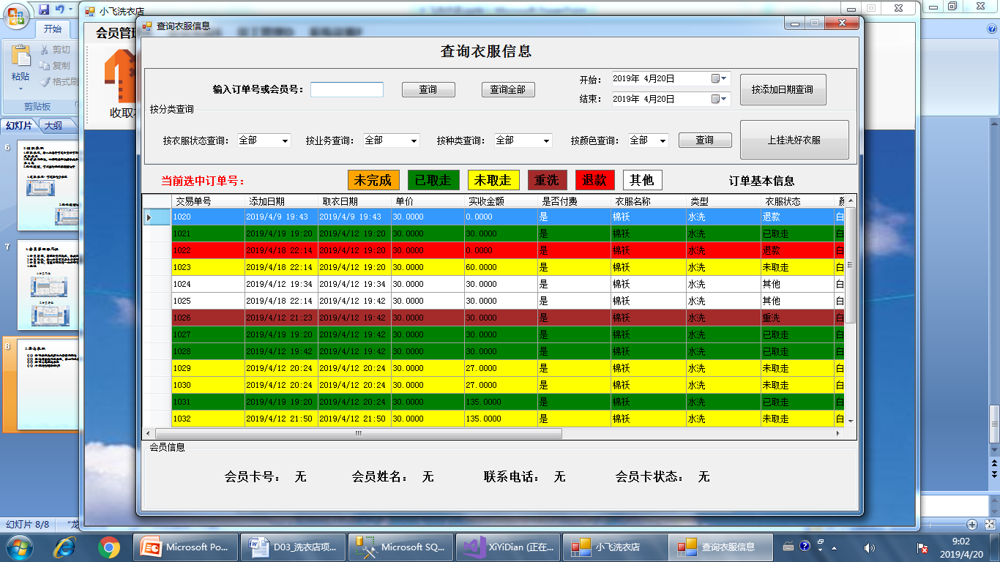 小飞洗衣店
开始
剪切
复制
格式刷
粘贴
剪贴板
幻灯片 大纲
会员管理
收取衣
查询衣服信息
查询衣服信息
输入订单号或会员号： 查询 查询全部
开始： 2019年 4月20日
结束： 2019年 4月20日
按添加日期查询
按分类查询
按衣服状态查询： 全部 按业务查询： 全部 按种类查询： 全部 按颜色查询： 全部 查询 上挂洗好衣服
当前选中订单号： 未完成 已取走 未取走 重洗 退款 其他 订单基本信息
交易单号 添加日期 取衣日期 单价 实收金额 是否付费 衣服名称 类型 衣服状态 颜
1020 2019/4/9 19:43 2019/4/9 19:43 30.0000 0.0000 是 棉袄 水洗 退款 白
1021 2019/4/19 19:20 2019/4/12 19:20 30.0000 30.0000 是 棉袄 水洗 已取走 白
1022 2019/4/18 22:14 2019/4/12 19:20 30.0000 0.0000 是 棉袄 水洗 退款 白
1023 2019/4/18 22:14 2019/4/12 19:20 30.0000 60.0000 是 棉袄 水洗 未取走 白
1024 2019/4/12 19:34 2019/4/12 19:34 30.0000 30.0000 是 棉袄 水洗 其他 白
1025 2019/4/18 22:14 2019/4/12 19:42 30.0000 30.0000 是 棉袄 水洗 其他 白
1026 2019/4/12 21:23 2019/4/12 19:42 30.0000 30.0000 是 棉袄 水洗 重洗 白
1027 2019/4/19 19:20 2019/4/12 19:42 30.0000 30.0000 是 棉袄 水洗 已取走 白
1028 2019/4/12 19:42 2019/4/12 19:42 30.0000 30.0000 是 棉袄 水洗 已取走 白
1029 2019/4/12 20:24 2019/4/12 20:24 30.0000 27.0000 是 棉袄 水洗 未取走 白
1030 2019/4/12 20:24 2019/4/12 20:24 30.0000 27.0000 是 棉袄 水洗 未取走 白
1031 2019/4/19 19:20 2019/4/12 20:24 30.0000 135.0000 是 棉袄 水洗 已取走 白
1032 2019/4/12 21:50 2019/4/12 21:50 30.0000 135.0000 是 棉袄 水洗 未取走 白
会员信息
会员卡号： 无 会员姓名： 无 联系电话： 无 会员卡状态： 无
6
7
8
幻灯片 8/8 “龙
Microsoft Po... D03_洗衣店项... Microsoft SQ... XiYiDian (正在... 小飞洗衣店 查询衣服信息
9:02
2019/4/20